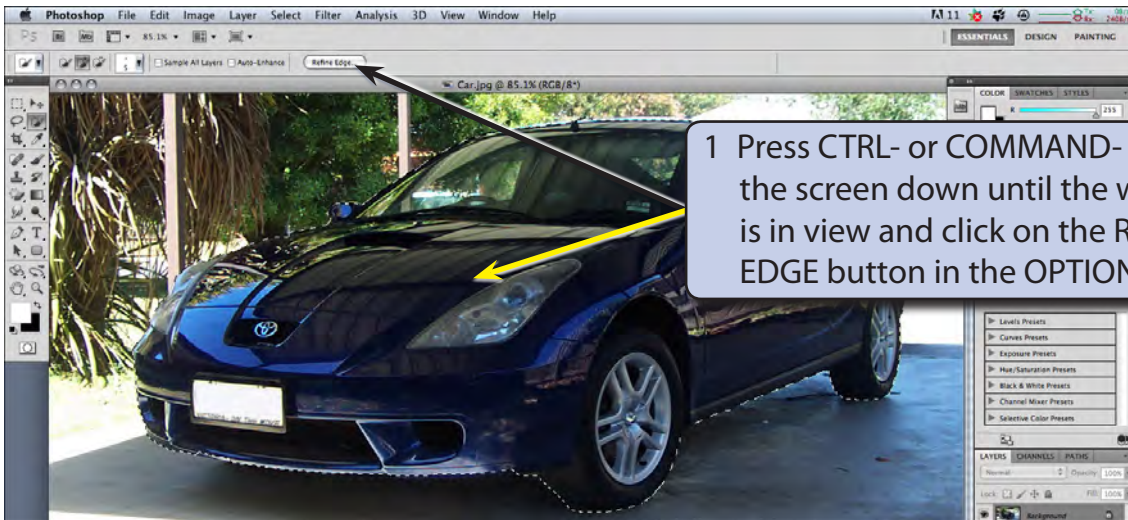 Photoshop File Edit Image Layer Select Filter Analysis 3D View Window Help
11
Ps Br Mb 85.1% ESSENTIALS DESIGN PAINTING
Sample All Layers Auto-Enhance Refine Edge...
Car.jpg @ 85.1% (RGB/8*)
COLOR SWATCHES STYLES
R 255
1 Press CTRL- or COMMAND-
the screen down until the
is in view and click on the
EDGE button in the
Levels Presets
Curves Presets
Exposure Presets
Hue/Saturation Presets
Black & White Presets
Channel Mixer Presets
Selective Color Presets
LAYERS CHANNELS PATHS
Normal Opacity: 100%
Lock: Fill: 100%
Background